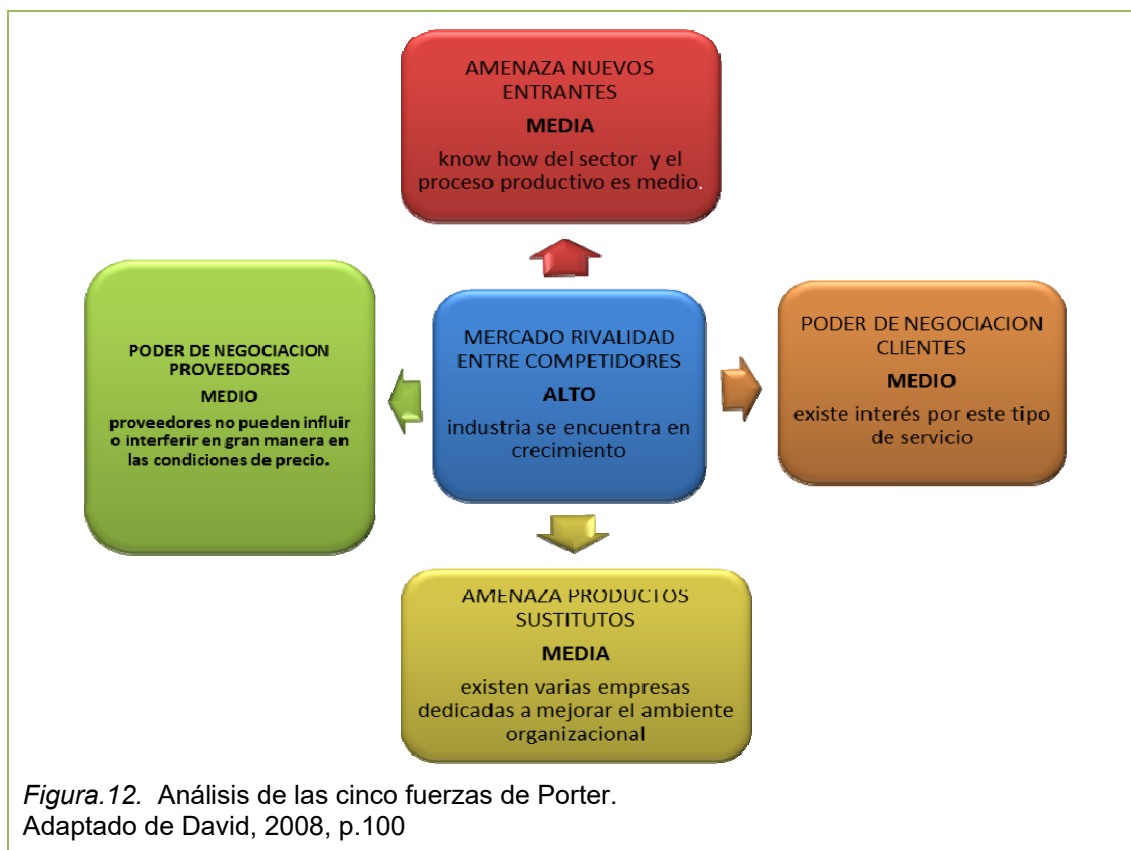 AMENAZA NUEVOS
ENTRANTES
MEDIA
know how del sector y el
proceso productivo es medio.
PODER DE NEGOCIACION
PROVEEDORES
MEDIO
proveedores no pueden influir
o interferir en gran manera en
las condiciones de precio.
MERCADO RIVALIDAD
ENTRE COMPETIDORES
ALTO
industria se encuentra en
crecimiento
PODER DE NEGOCIACION
CLIENTES
MEDIO
existe interés por este tipo
de servicio
AMENAZA PRODUCTOS
SUSTITUTOS
MEDIA
existen varias empresas
dedicadas a mejorar el ambiente
organizacional
Figura.12. Análisis de las cinco fuerzas de Porter.
Adaptado de David, 2008, p.100